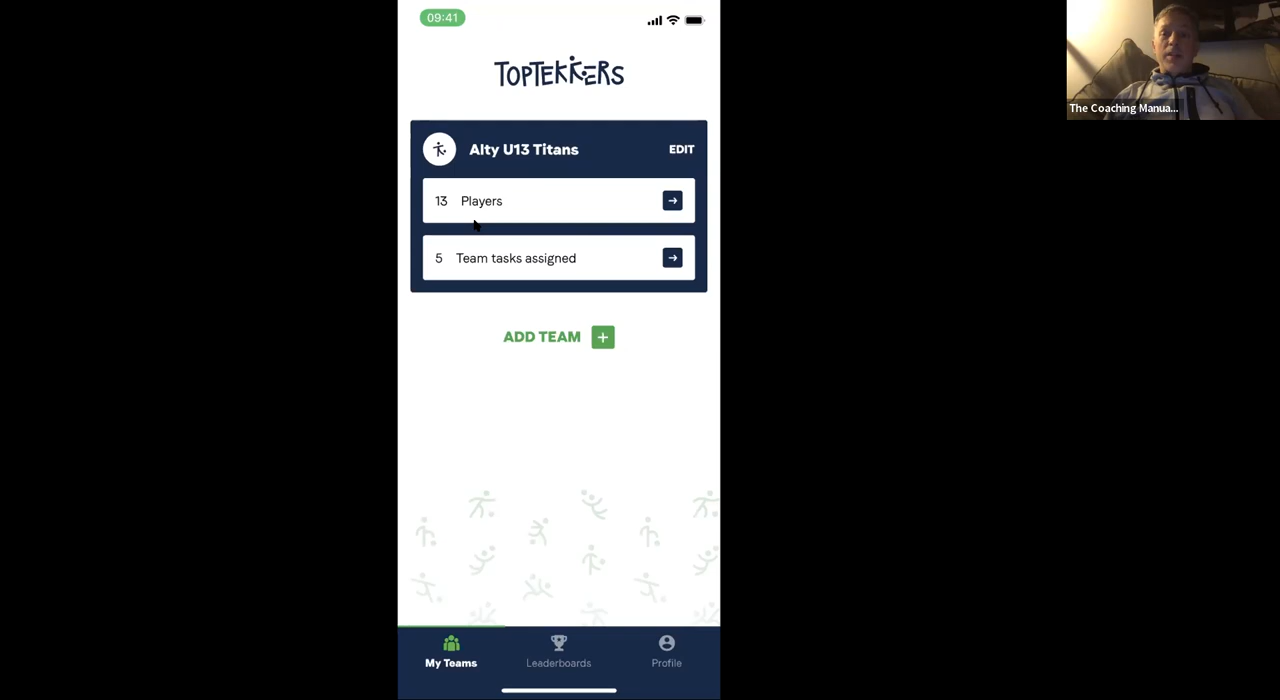 09:41
TOPTEKKERS
Alty U13 Titans
EDIT
13 Players
5 Team tasks assigned
ADD TEAM +
My Teams
Leaderboards
Profile
The Coaching Manua...